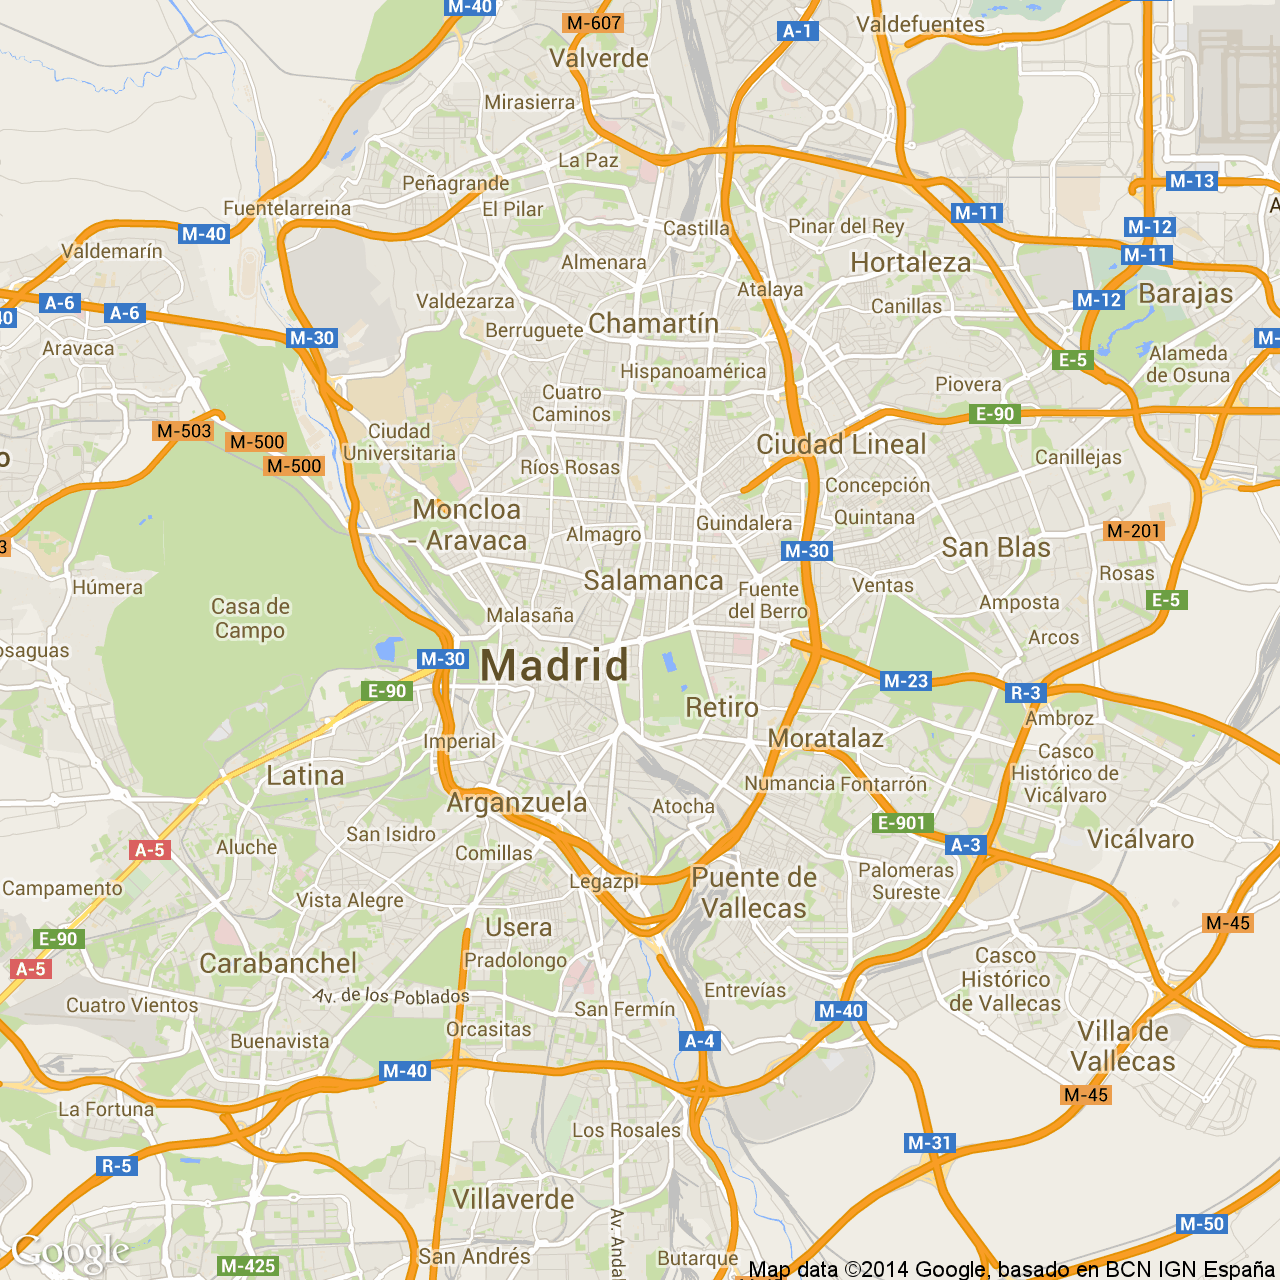 M-40
M-607
A-1
Valdefuentes
Valverde
Mirasierra
La Paz
Peñagrande
M-13
Fuentelarreina
El Pilar
M-11
M-40
Castilla
Pinar del Rey
M-12
Valdemarín
Almenara
Hortaleza
M-11
A-6
A-6
Valdezarza
Atalaya
Canillas
M-12
Barajas
40
M-30
Berruguete
Chamartín
M-
Aravaca
Hispanoamérica
E-5
Alameda
de Osuna
Cuatro
Caminos
Piovera
E-90
M-503
M-500
Ciudad
Universitaria
Ciudad Lineal
o
M-500
Ríos Rosas
Canillejas
Concepción
Moncloa
- Aravaca
Almagro
Guindalera
Quintana
M-201
3
M-30
San Blas
Húmera
Salamanca
Fuente
del Berro
Ventas
Rosas
Casa de
Campo
Malasaña
Amposta
E-5
osaguas
Arcos
M-30
Madrid
E-90
M-23
R-3
Retiro
Ambroz
Imperial
Moratalaz
Latina
Numancia
Fontarrón
Casco
Histórico de
Vicálvaro
Arganzuela
Atocha
San Isidro
E-901
Vicálvaro
A-5
Aluche
Comillas
A-3
Campamento
Legazpi
Puente de
Vallecas
Palomeras
Sureste
Vista Alegre
Usera
M-45
E-90
Carabanchel
Pradolongo
Casco
Histórico
de Vallecas
A-5
Cuatro Vientos
Av. de los Poblados
San Fermín
Entrevías
M-40
Buenavista
Orcasitas
A-4
Villa de
Vallecas
M-40
M-45
La Fortuna
Los Rosales
M-31
R-5
Villaverde
M-50
Av. Andal
Google
M-425
San Andrés
Butarque
Map data ©2014 Google, basado en BCN IGN España